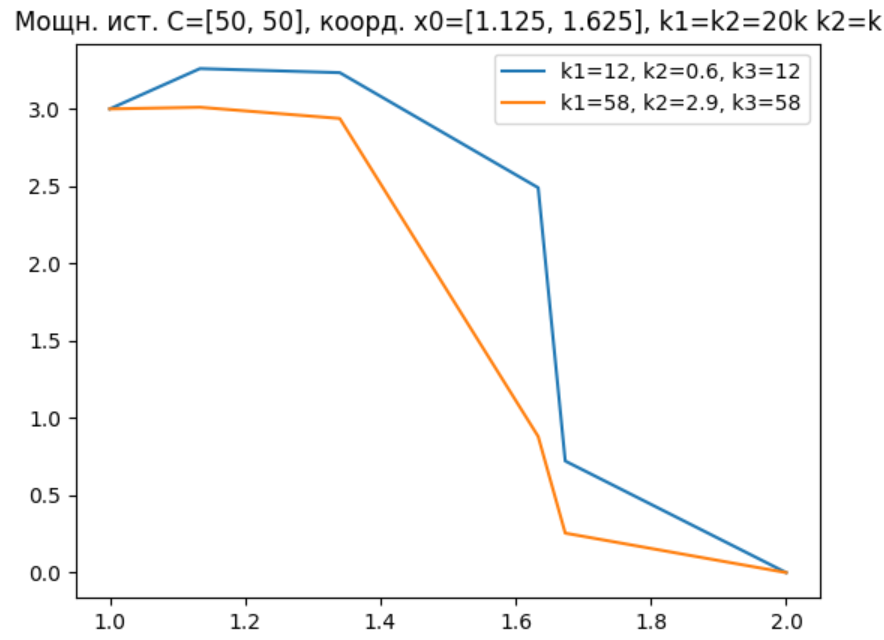 Мощн. ист. C=[50, 50], коорд. x0=[1.125, 1.625], k1=k2=20k k2=k
k1=12, k2=0.6, k3=12
k1=58, k2=2.9, k3=58
3.0
2.5
2.0
1.5
1.0
0.5
0.0
1.0 1.2 1.4 1.6 1.8 2.0